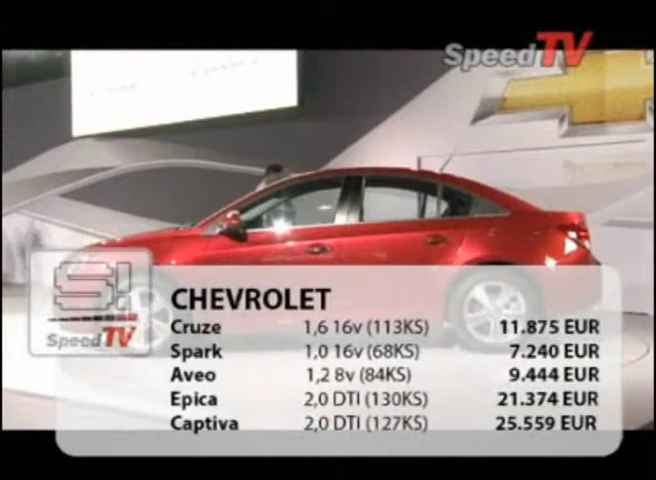 SpeedTV
CHEVROLET
Cruze 1,6 16v (113KS) 11.875 EUR
Spark 1,0 16v (68KS) 7.240 EUR
Aveo 1,2 8v (84KS) 9.444 EUR
Epica 2,0 DTI (130KS) 21.374 EUR
Captiva 2,0 DTI (127KS) 25.559 EUR
S!
SpeedTV